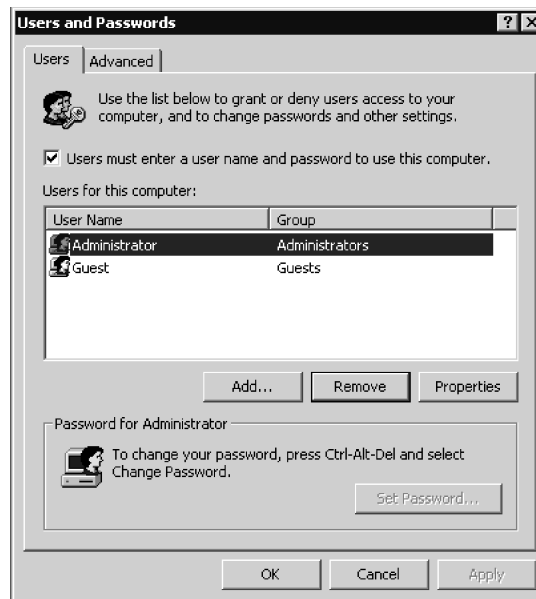 Users and Passwords
Users Advanced
Use the list below to grant or deny users access to your
computer, and to change passwords and other settings.
Users must enter a user name and password to use this computer.
Users for this computer:
User Name Group
Administrator Administrators
Guest Guests
Add... Remove Properties
Password for Administrator
To change your password, press Ctrl-Alt-Del and select
Change Password.
Set Password...
OK Cancel Apply